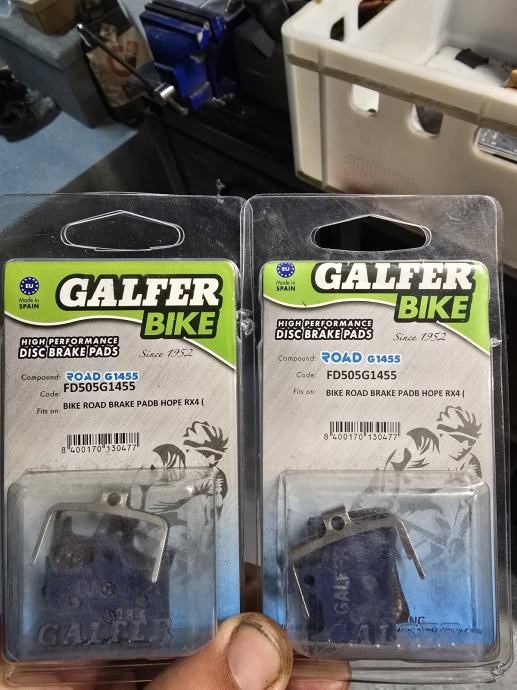 EU
Made in
SPAIN
GALFER
BIKE
HIGH PERFORMANCE
DISC BRAKE PADS
Since 1952
Compound: ROAD G1455
Code: FD505G1455
Fits on: BIKE ROAD BRAKE PADB HOPE RX4 (
8 400170 130477
GALFER
EU
Made in
SPAIN
GALFER
BIKE
HIGH PERFORMANCE
DISC BRAKE PADS
Since 1952
Compound: ROAD G1455
Code: FD505G1455
Fits on: BIKE ROAD BRAKE PADB HOPE RX4 (
8 400170 130477
GALFER